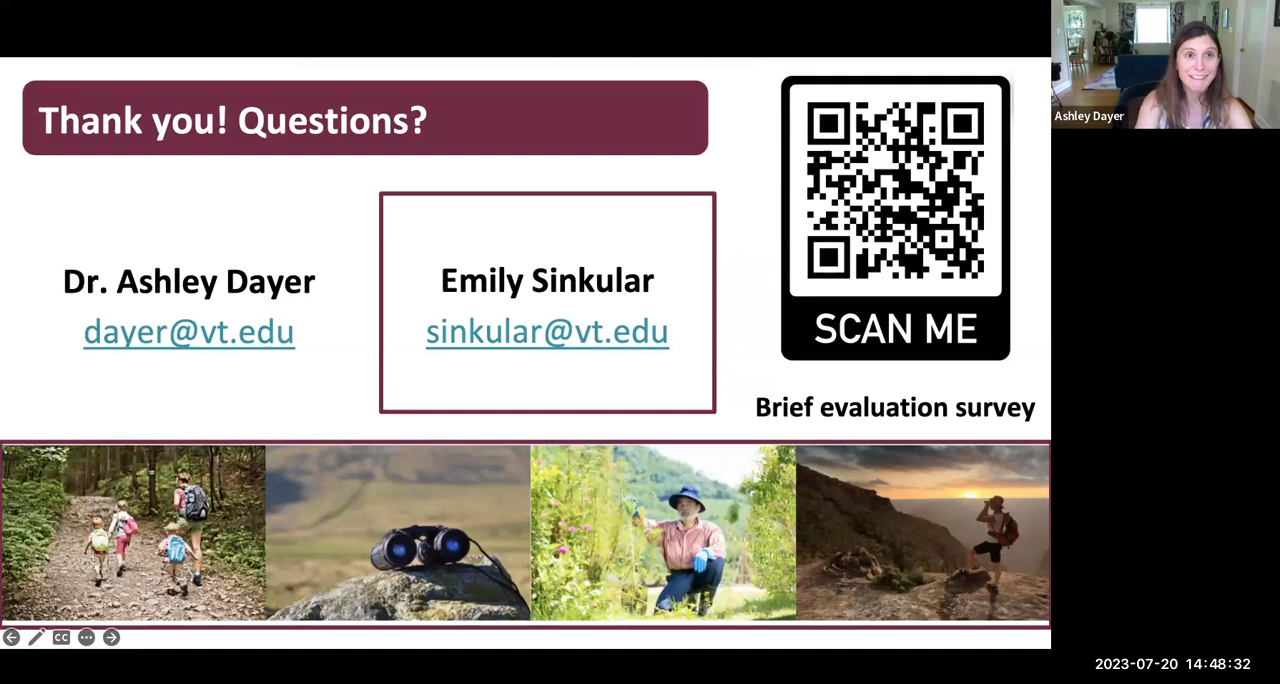 Thank you! Questions?
Dr. Ashley Dayer
dayer@vt.edu
Emily Sinkular
sinkular@vt.edu
SCAN ME
Brief evaluation survey
Ashley Dayer
CC
2023-07-20 14:48:32